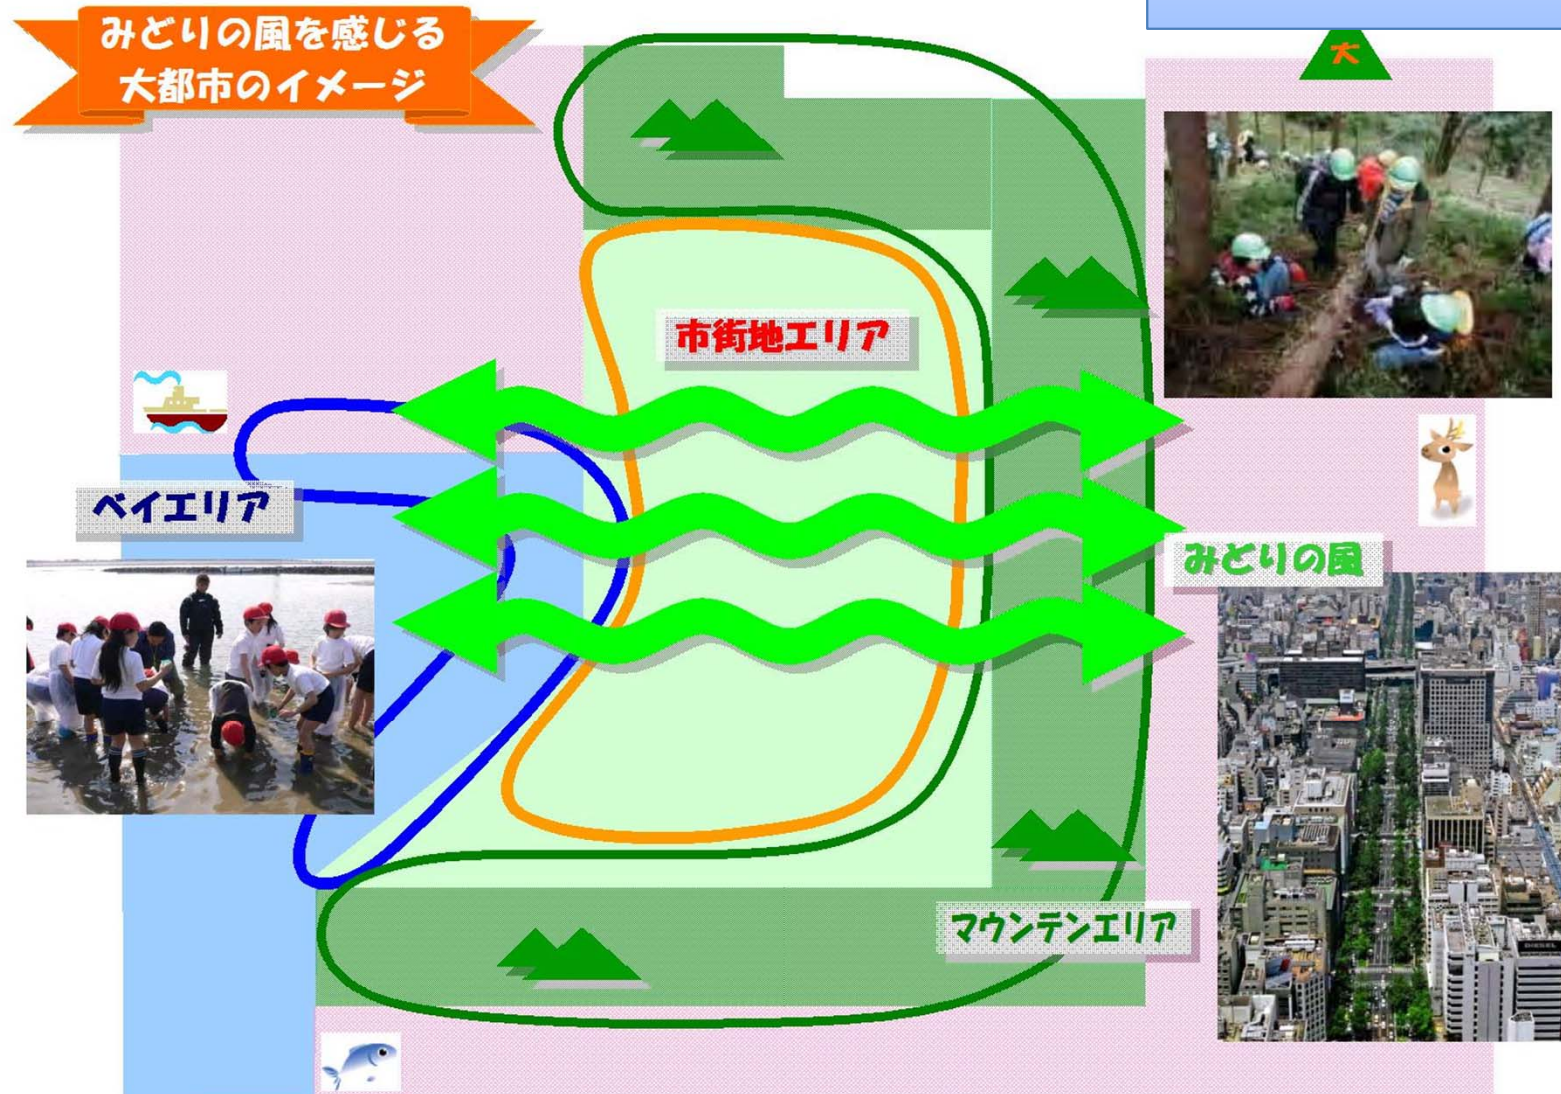 みどりの風を感じる
大都市のイメージ
大
市街地エリア
ベイエリア
みどりの風
マウンテンエリア
DIESEL